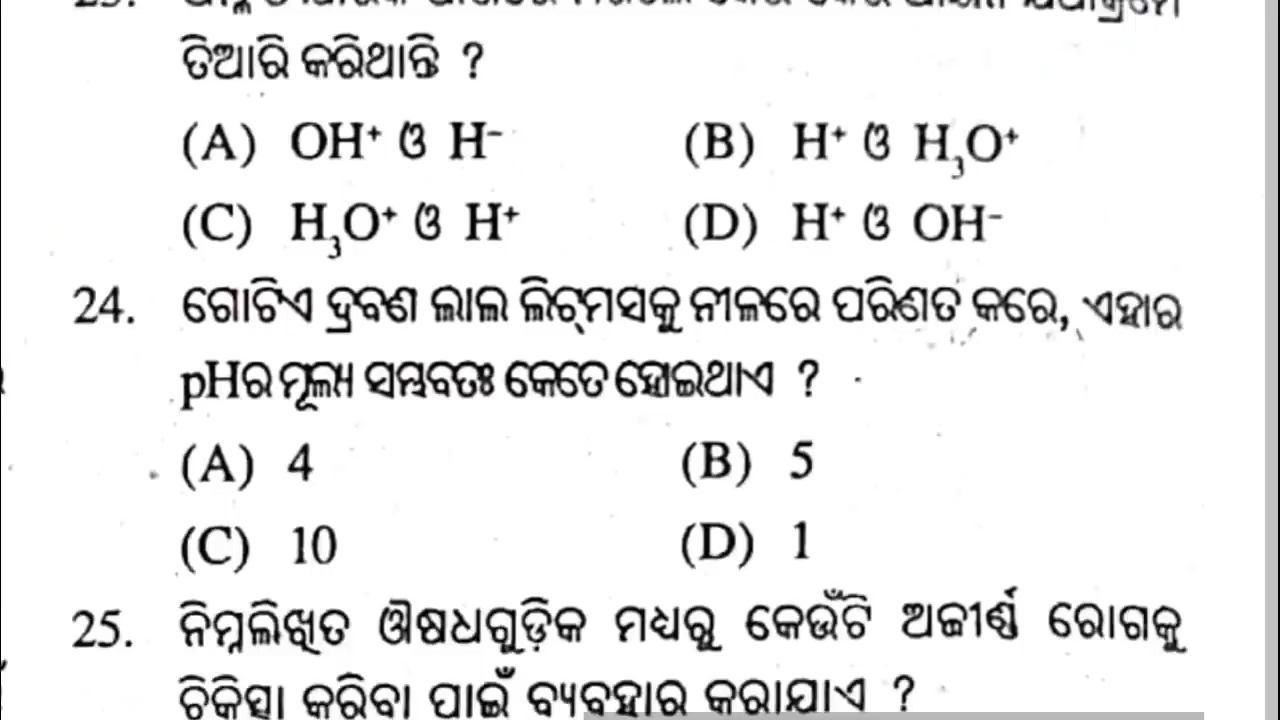 ତିଆରି କରିଥାନ୍ତି ?
(A) OH⁺ ଓ H⁻ (B) H⁺ ଓ H₃O⁺
(C) H₃O⁺ ଓ H⁺ (D) H⁺ ଓ OH⁻
24. ଗୋଟିଏ ଦ୍ରବଣ ଲାଲ ଲିଟ୍‌ମସକୁ ନୀଳରେ ପରିଣତ କରେ, ଏହାର
pHର ମୂଲ୍ୟ ସମ୍ଭବତଃ କେତେ ହୋଇଥାଏ ?
(A) 4 (B) 5
(C) 10 (D) 1
25. ନିମ୍ନଲିଖିତ ଔଷଧଗୁଡ଼ିକ ମଧ୍ୟରୁ କେଉଁଟି ଅଜୀର୍ଣ୍ଣ ରୋଗକୁ
ଚିକିତ୍ସା କରିବା ପାଇଁ ବ୍ୟବହାର କରାଯାଏ ?